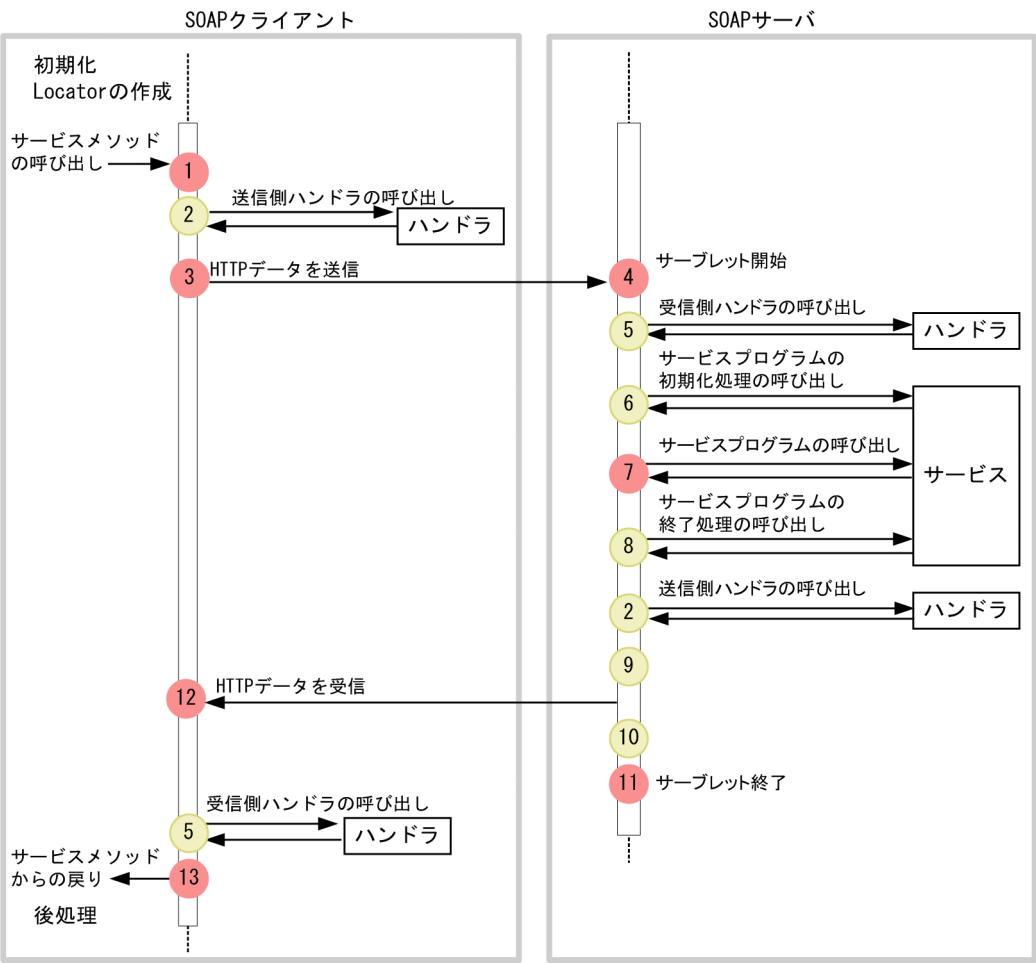 SOAPクライアント
初期化
Locatorの作成
サービスメソッド
の呼び出し
1
送信側ハンドラの呼び出し
2
ハンドラ
3
HTTPデータを送信
12
HTTPデータを受信
受信側ハンドラの呼び出し
5
ハンドラ
サービスメソッド
からの戻り
13
後処理
SOAPサーバ
サーブレット開始
4
受信側ハンドラの呼び出し
5
ハンドラ
サービスプログラムの
初期化処理の呼び出し
6
サービスプログラムの呼び出し
7
サービス
サービスプログラムの
終了処理の呼び出し
8
送信側ハンドラの呼び出し
2
ハンドラ
9
10
11
サーブレット終了